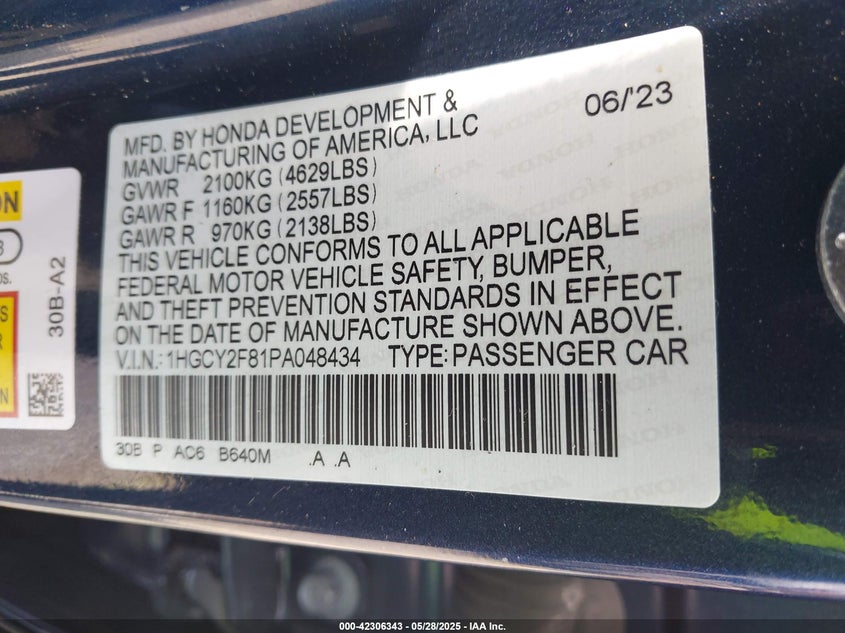 MFD. BY HONDA DEVELOPMENT & 06/'23
MANUFACTURING OF AMERICA, LLC
GVWR 2100KG (4629LBS)
GAWR F 1160KG (2557LBS)
GAWR R 970KG (2138LBS)
THIS VEHICLE CONFORMS TO ALL APPLICABLE
FEDERAL MOTOR VEHICLE SAFETY, BUMPER,
AND THEFT PREVENTION STANDARDS IN EFFECT
ON THE DATE OF MANUFACTURE SHOWN ABOVE.
V.I.N.: 1HGCY2F81PA048434 TYPE: PASSENGER CAR
30B P AC6 B640M .A .A
30B-A2
000-42306343 / 05/28/2025 - IAA Inc.